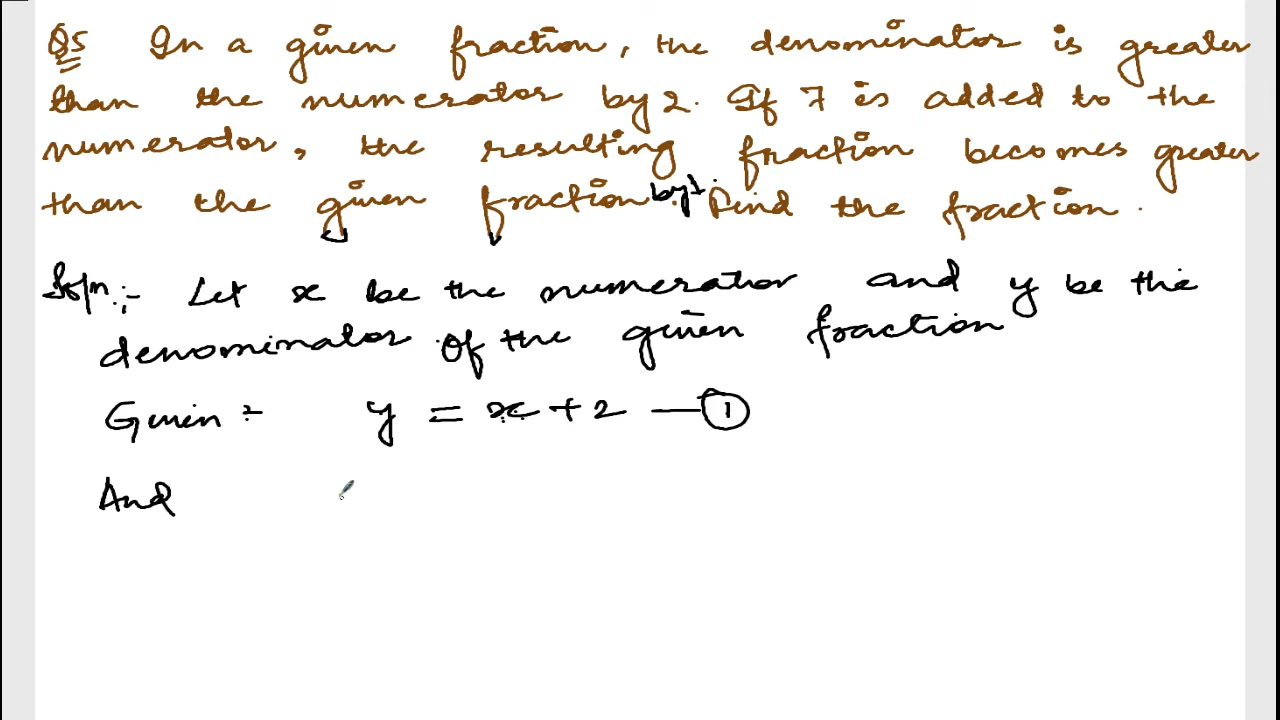 Q5 In a given fraction, the denominator is greater
than the numerator by 2. If 7 is added to the
numerator, the resulting fraction becomes greater
than the given fraction by 1. Find the fraction.
Soln:- Let x be the numerator and y be the
denominator of the given fraction
Given :- y = x + 2 — ①
And